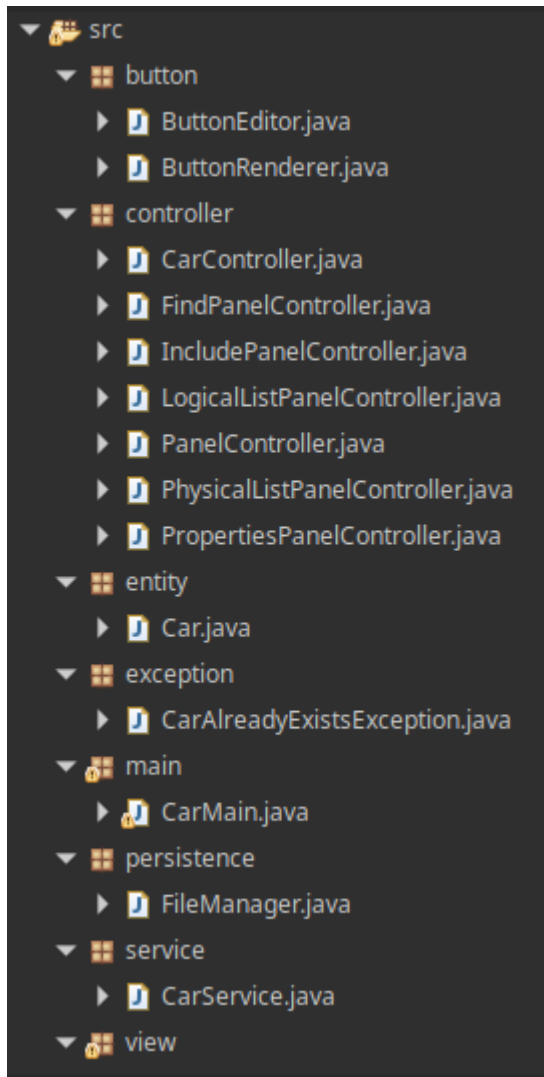 src
button
ButtonEditor.java
ButtonRenderer.java
controller
CarController.java
FindPanelController.java
IncludePanelController.java
LogicalListPanelController.java
PanelController.java
PhysicalListPanelController.java
PropertiesPanelController.java
entity
Car.java
exception
CarAlreadyExistsException.java
main
CarMain.java
persistence
FileManager.java
service
CarService.java
view